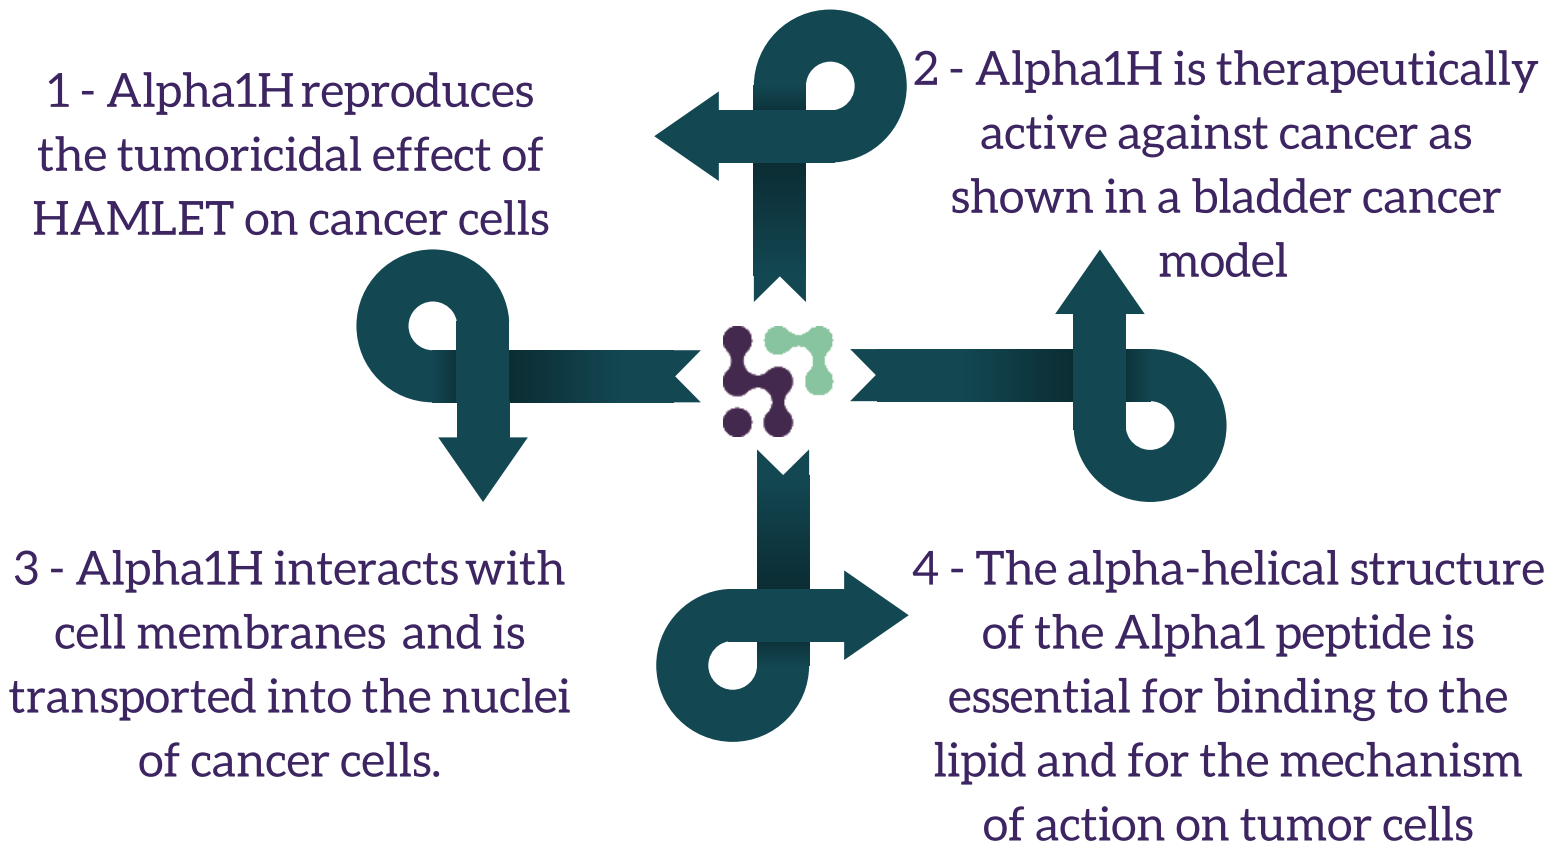 1 - Alpha1H reproduces
the tumoricidal effect of
HAMLET on cancer cells
2 - Alpha1H is therapeutically
active against cancer as
shown in a bladder cancer
model
3 - Alpha1H interacts with
cell membranes and is
transported into the nuclei
of cancer cells.
4 - The alpha-helical structure
of the Alpha1 peptide is
essential for binding to the
lipid and for the mechanism
of action on tumor cells